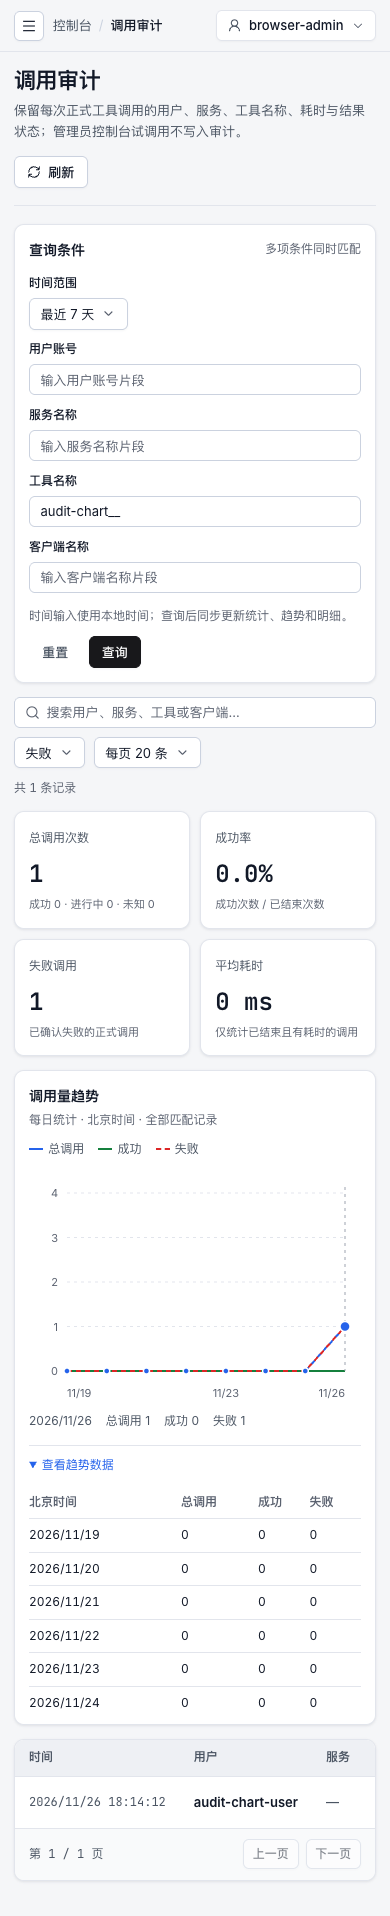 控制台 / 调用审计
browser-admin
调用审计
保留每次正式工具调用的用户、服务、工具名称、耗时与结果
状态；管理员控制台试调用不写入审计。
刷新
查询条件
多项条件同时匹配
时间范围
最近 7 天
用户账号
输入用户账号片段
服务名称
输入服务名称片段
工具名称
audit-chart__
客户端名称
输入客户端名称片段
时间输入使用本地时间；查询后同步更新统计、趋势和明细。
重置 查询
搜索用户、服务、工具或客户端...
失败 每页 20 条
共 1 条记录
总调用次数
1
成功 0 · 进行中 0 · 未知 0
成功率
0.0%
成功次数 / 已结束次数
失败调用
1
已确认失败的正式调用
平均耗时
0 ms
仅统计已结束且有耗时的调用
调用量趋势
每日统计 · 北京时间 · 全部匹配记录
总调用 成功 失败
4
3
2
1
0
11/19 11/23 11/26
2026/11/26 总调用 1 成功 0 失败 1
▼ 查看趋势数据
北京时间 总调用 成功 失败
2026/11/19 0 0 0
2026/11/20 0 0 0
2026/11/21 0 0 0
2026/11/22 0 0 0
2026/11/23 0 0 0
2026/11/24 0 0 0
时间 用户 服务
2026/11/26 18:14:12 audit-chart-user —
第 1 / 1 页
上一页 下一页